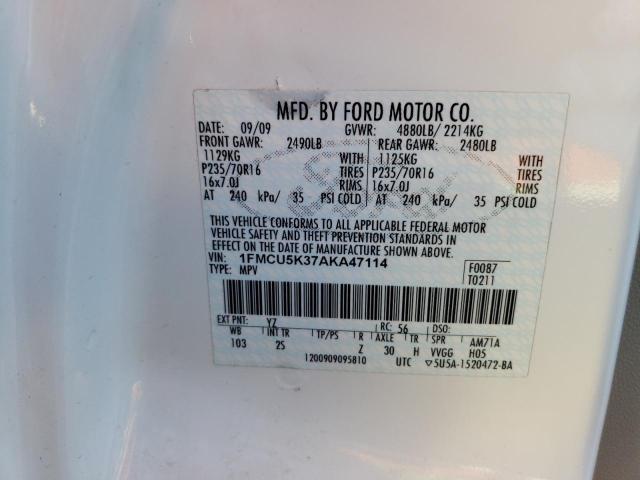 MFD. BY FORD MOTOR CO.
DATE: 09/09 GVWR: 4880LB/ 2214KG
FRONT GAWR: 2490LB REAR GAWR: 2480LB
1129KG WITH 1125KG WITH
P235/70R16 TIRES P235/70R16 TIRES
16x7.0J RIMS 16x7.0J RIMS
AT 240 kPa/ 35 PSI COLD AT 240 kPa/ 35 PSI COLD
THIS VEHICLE CONFORMS TO ALL APPLICABLE FEDERAL MOTOR
VEHICLE SAFETY AND THEFT PREVENTION STANDARDS IN
EFFECT ON THE DATE OF MANUFACTURE SHOWN ABOVE.
VIN: 1FMCU5K37AKA47114 F0087
TYPE: MPV T0211
EXT PNT: YZ RC: 56 DSO:
WB INT TR TP/PS R AXLE TR SPR AM71A
103 2S Z 30 H VVGG H05
1200909095810 UTC 5U5A-1520472-BA